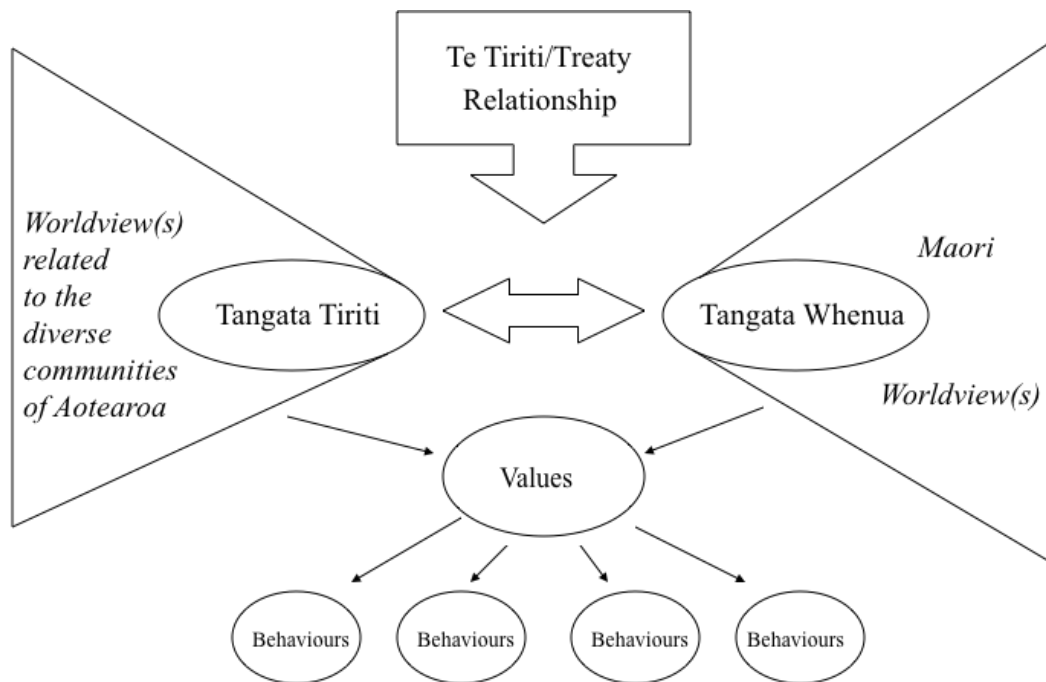 Te Tiriti/Treaty
Relationship
Worldview(s)
related
to the
diverse
communities
of Aotearoa
Tangata Tiriti
Tangata Whenua
Maori
Worldview(s)
Values
Behaviours
Behaviours
Behaviours
Behaviours